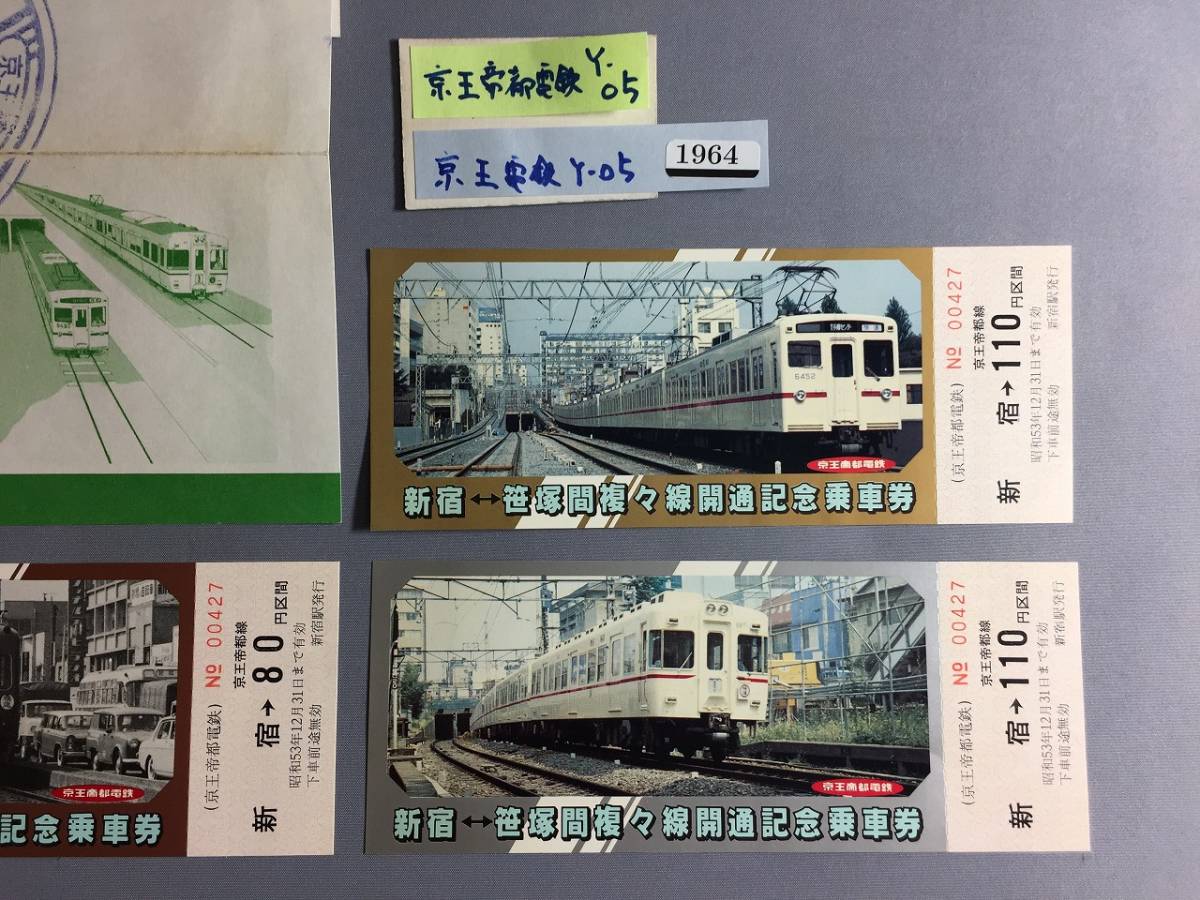 京王帝都電鉄 Y-05
京王電鉄 Y-05
1964
京王
6452
京王帝都電鉄
新宿↔笹塚間複々線開通記念乗車券
(京王帝都電鉄) № 00427
京王帝都線
新宿→110円区間
昭和53年12月31日まで有効
下車前途無効 新宿駅発行
京王帝都電鉄
記念乗車券
(京王帝都電鉄) № 00427
京王帝都線
新宿→80円区間
昭和53年12月31日まで有効
下車前途無効 新宿駅発行
京王帝都電鉄
新宿↔笹塚間複々線開通記念乗車券
(京王帝都電鉄) № 00427
京王帝都線
新宿→110円区間
昭和53年12月31日まで有効
下車前途無効 新宿駅発行